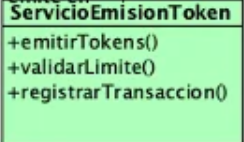 ServicioEmisionToken
+emitirTokens()
+validarLimite()
+registrarTransaccion()